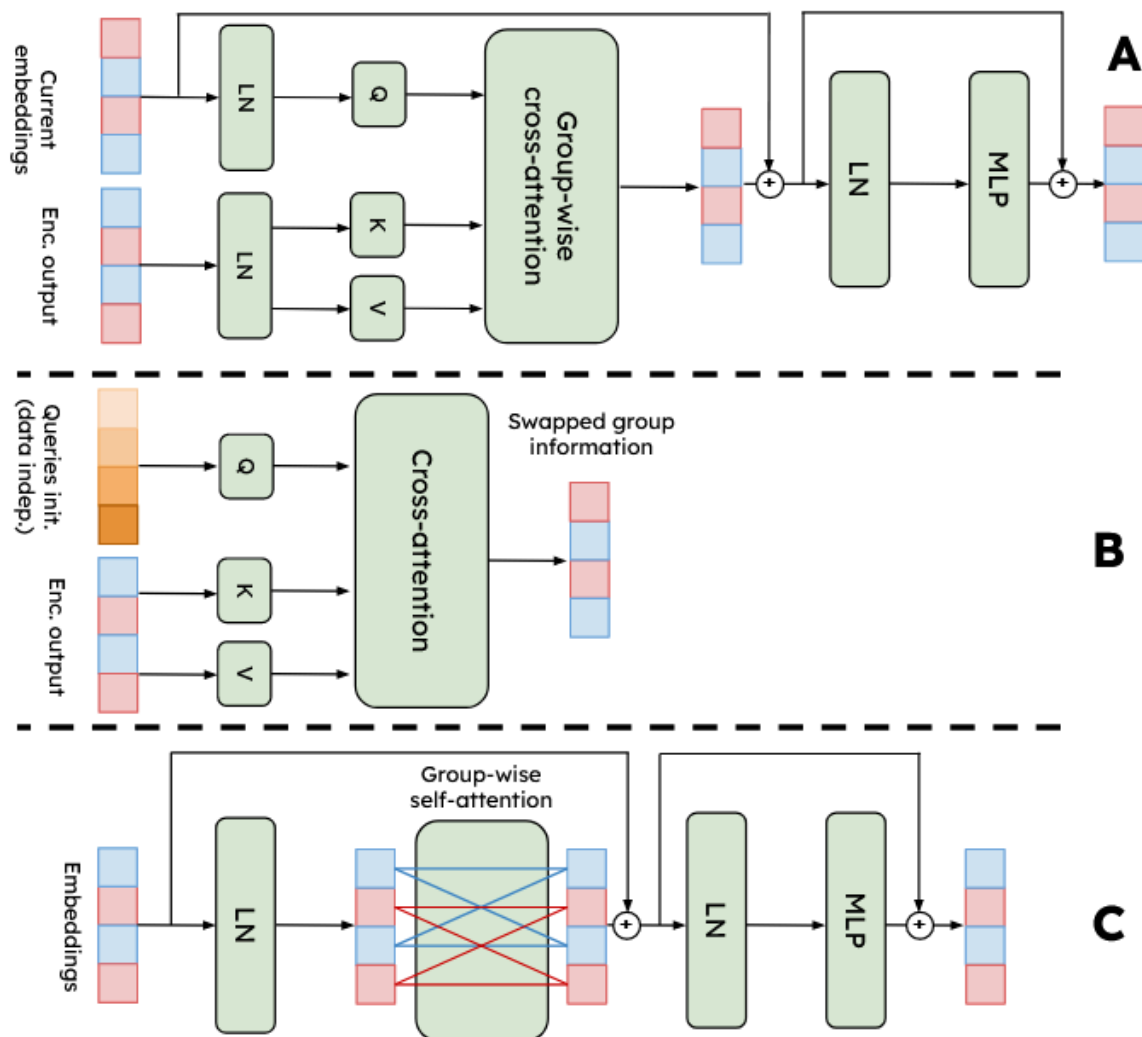 A
Current
embeddings
LN
Q
Group-wise
cross-attention
+
LN
MLP
+
Enc. output
LN
K
V
B
Queries init.
(data indep.)
Q
Cross-attention
Swapped group
information
Enc. output
K
V
C
Embeddings
LN
Group-wise
self-attention
+
LN
MLP
+